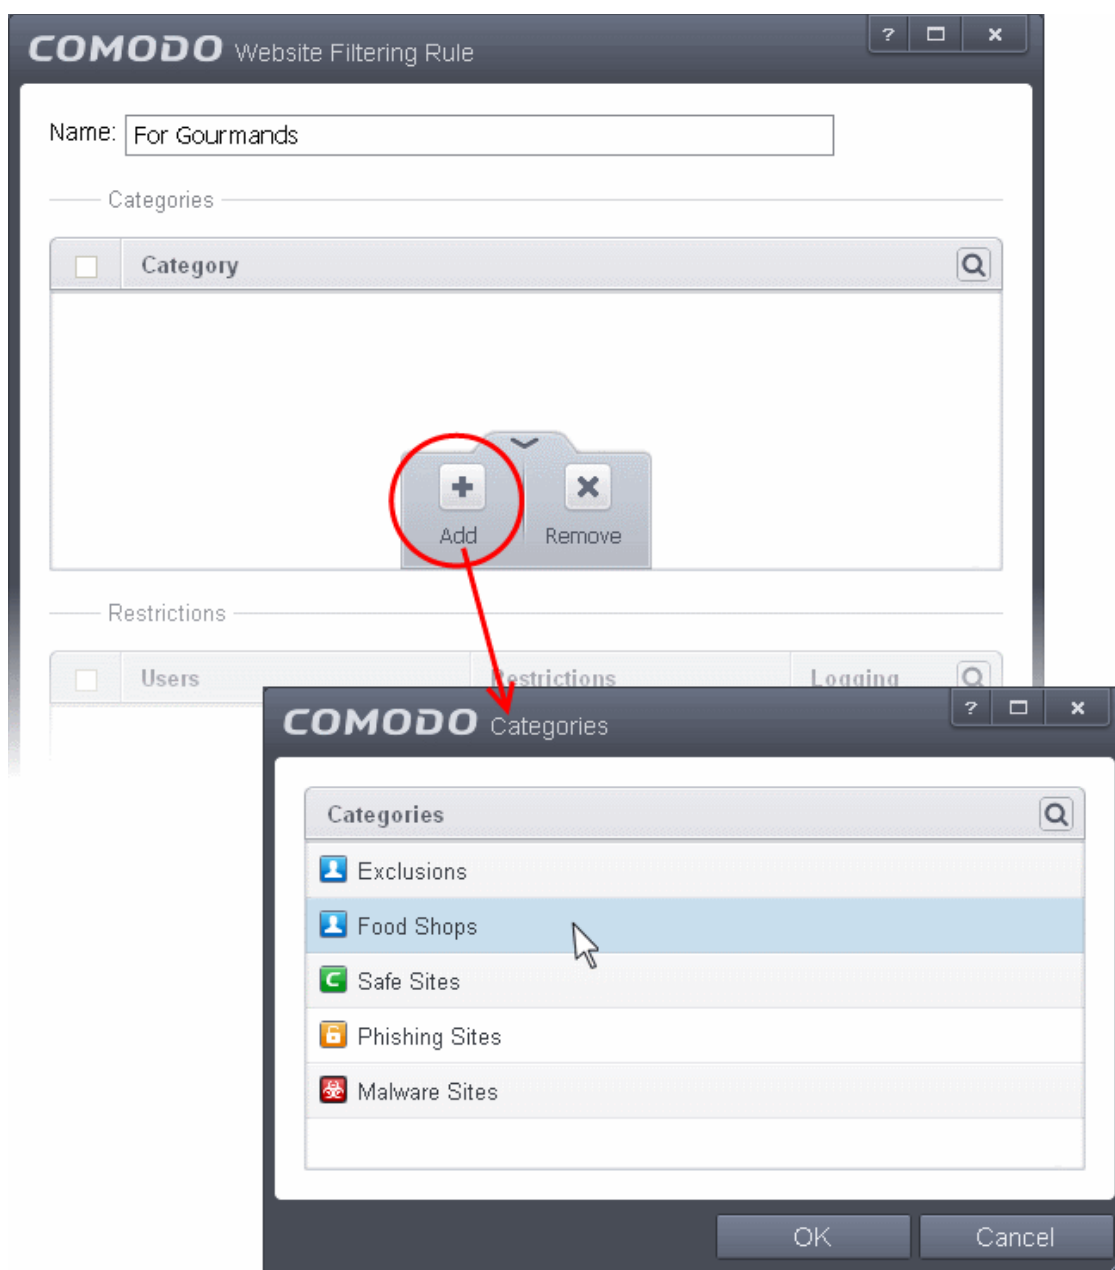 COMODO Website Filtering Rule
Name: For Gourmands
Categories
Category
Add Remove
Restrictions
Users Restrictions Logging
COMODO Categories
Categories
Exclusions
Food Shops
Safe Sites
Phishing Sites
Malware Sites
OK Cancel